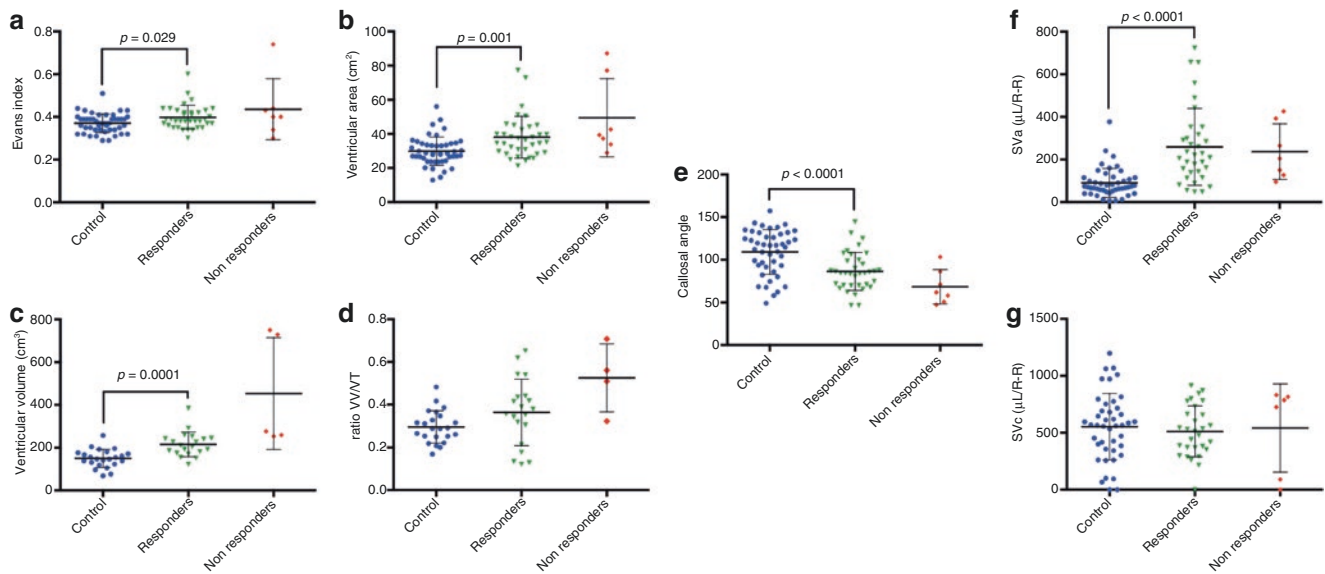 a
0.8
0.6
0.4
0.2
0.0
Evans index
p = 0.029
Control
Responders
Non responders
b
100
80
60
40
20
0
Ventricular area (cm²)
p = 0.001
Control
Responders
Non responders
c
800
600
400
200
0
Ventricular volume (cm³)
p = 0.0001
Control
Responders
Non responders
d
0.8
0.6
0.4
0.2
0.0
ratio VV/VT
Control
Responders
Non responders
e
200
150
100
50
0
Callosal angle
p < 0.0001
Control
Responders
Non responders
f
800
600
400
200
0
SVa (μL/R-R)
p < 0.0001
Control
Responders
Non responders
g
1500
1000
500
0
SVc (μL/R-R)
Control
Responders
Non responders